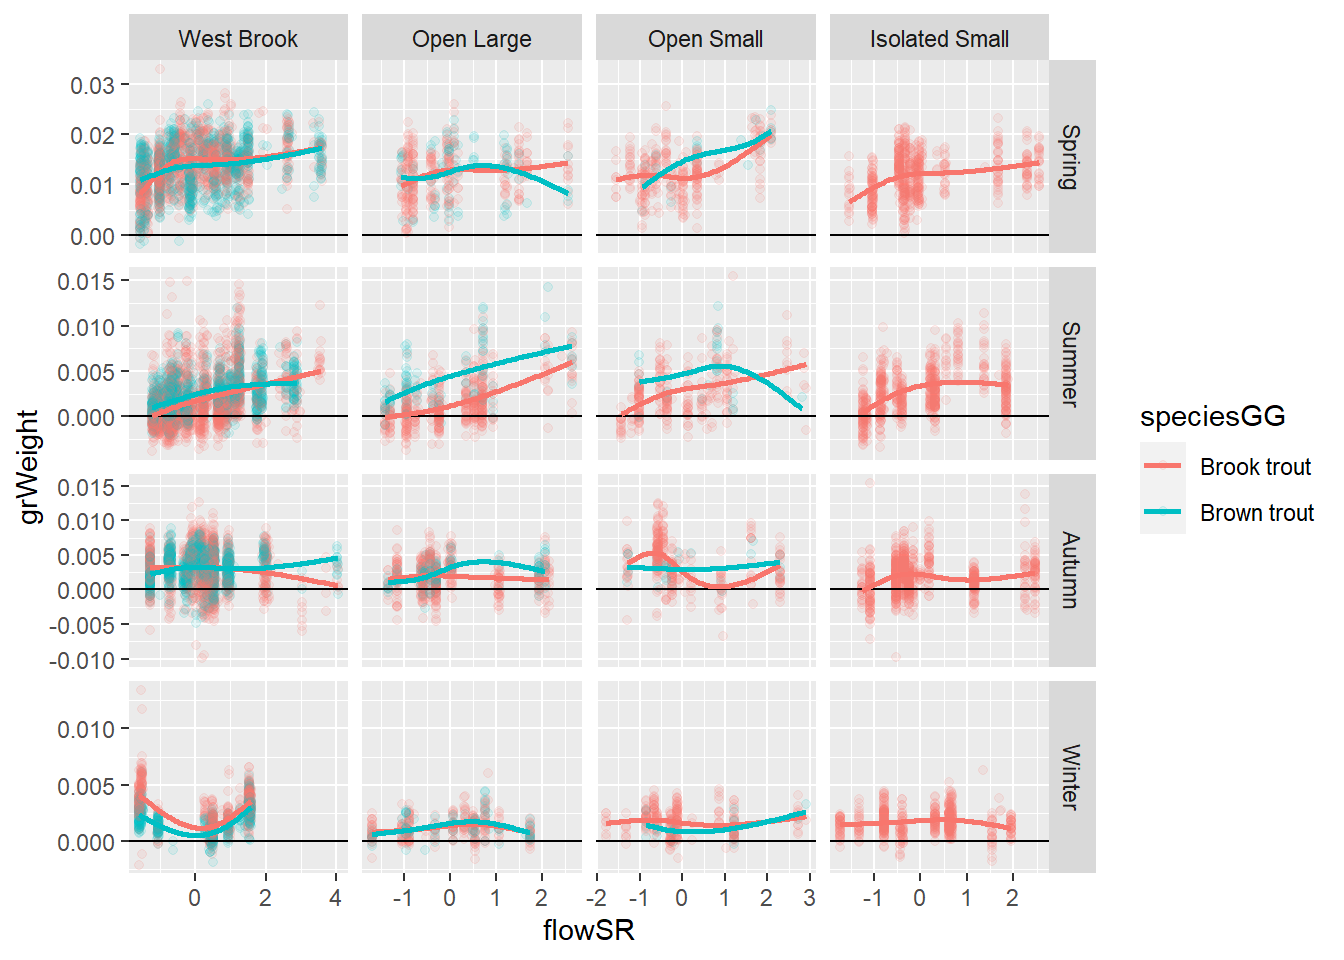 West Brook Open Large Open Small Isolated Small
0.03
0.02
0.01
0.00
Spring
0.015
0.010
0.005
0.000
Summer
grWeight
0.015
0.010
0.005
0.000
-0.005
-0.010
Autumn
0.010
0.005
0.000
Winter
0 2 4 -1 0 1 2 -2 -1 0 1 2 3 -1 0 1 2
flowSR
speciesGG
Brook trout
Brown trout